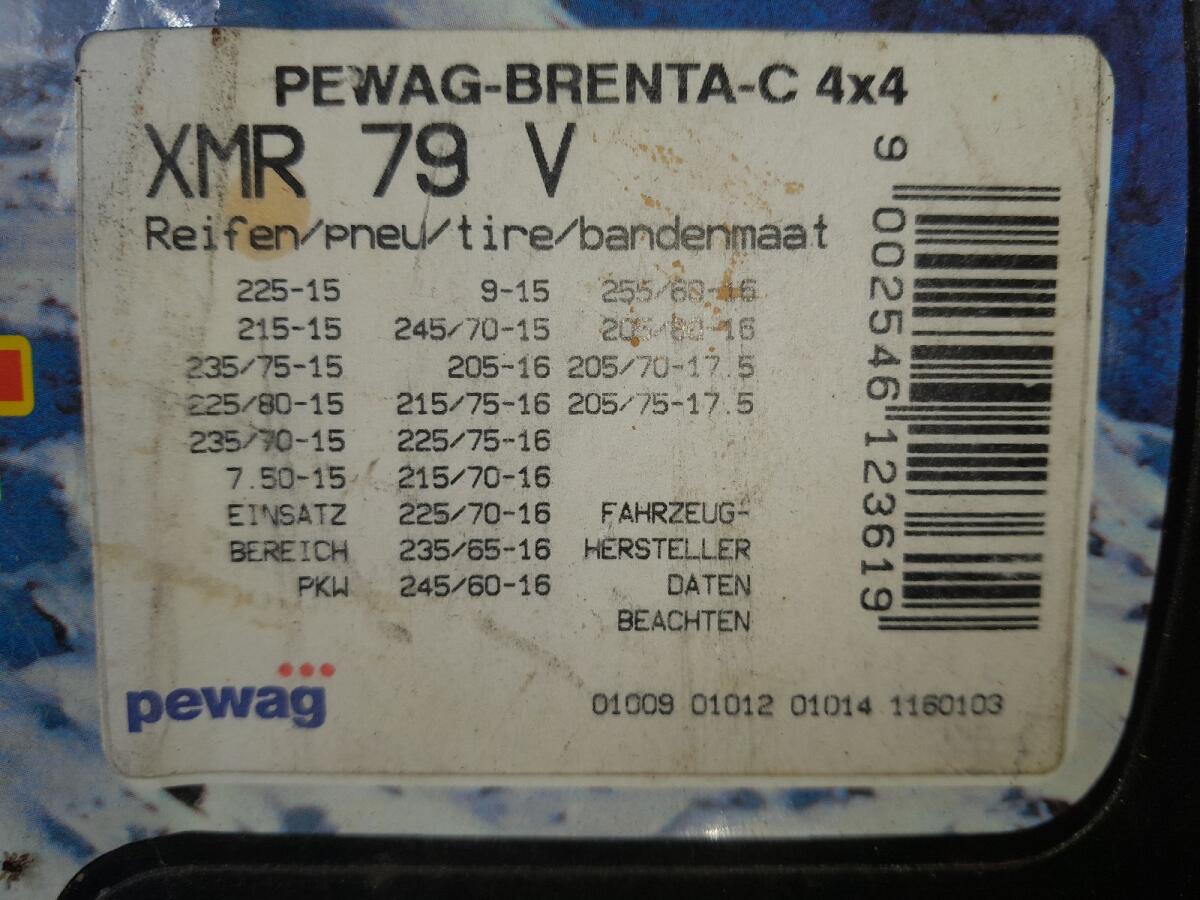 PEWAG-BRENTA-C 4x4
XMR 79 V
Reifen/pneu/tire/bandenmaat
225-15 9-15 255/60-16
215-15 245/70-15 205/80-16
235/75-15 205-16 205/70-17.5
225/80-15 215/75-16 205/75-17.5
235/70-15 225/75-16
7.50-15 215/70-16
EINSATZ 225/70-16 FAHRZEUG-
BEREICH 235/65-16 HERSTELLER
PKW 245/60-16 DATEN
BEACHTEN
pewag
01009 01012 01014 1160103
9 002546 123619